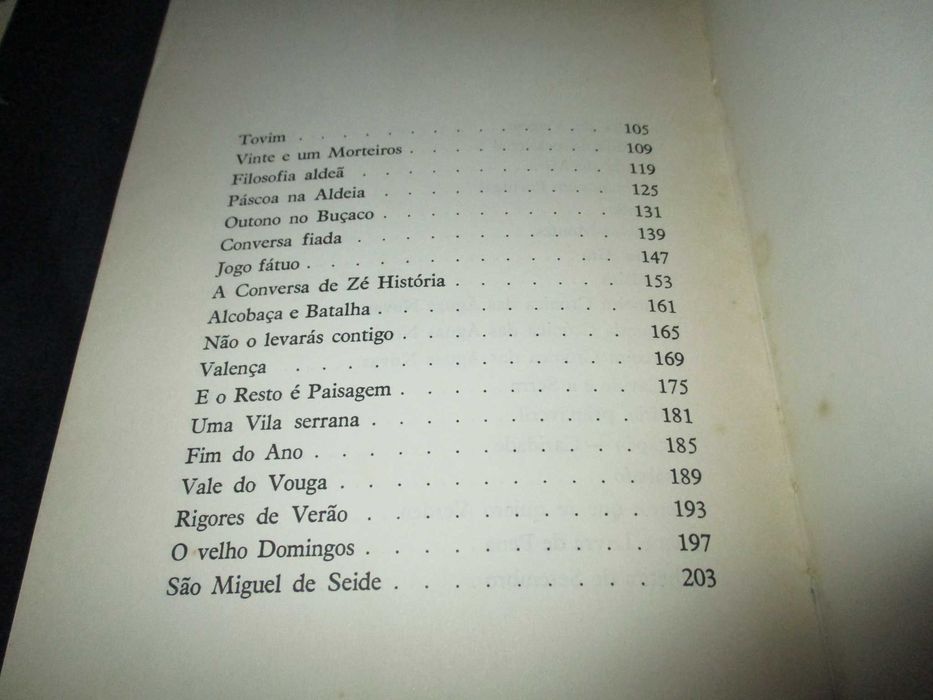 Tovim . . . . . . . . . . . . . . 105
Vinte e um Morteiros . . . . . . . . . 109
Filosofia aldeã . . . . . . . . . . . 119
Páscoa na Aldeia . . . . . . . . . . 125
Outono no Buçaco . . . . . . . . . . 131
Conversa fiada . . . . . . . . . . . 139
Jogo fátuo . . . . . . . . . . . . . 147
A Conversa de Zé História . . . . . . . 153
Alcobaça e Batalha . . . . . . . . . . 161
Não o levarás contigo . . . . . . . . . 165
Valença . . . . . . . . . . . . . 169
E o Resto é Paisagem . . . . . . . . . 175
Uma Vila serrana . . . . . . . . . . 181
Fim do Ano . . . . . . . . . . . . 185
Vale do Vouga . . . . . . . . . . . 189
Rigores de Verão . . . . . . . . . . 193
O velho Domingos . . . . . . . . . . 197
São Miguel de Seide . . . . . . . . . 203